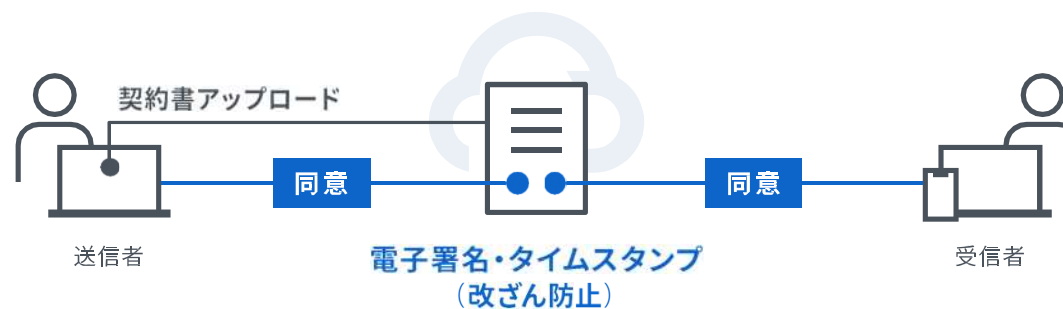 契約書アップロード
同意
同意
送信者
電子署名・タイムスタンプ
（改ざん防止）
受信者